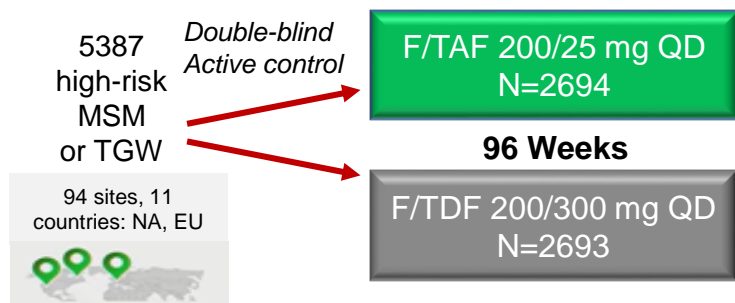 5387
high-risk
MSM
or TGW
Double-blind
Active control
F/TAF 200/25 mg QD
N=2694
96 Weeks
F/TDF 200/300 mg QD
N=2693
94 sites, 11
countries: NA, EU